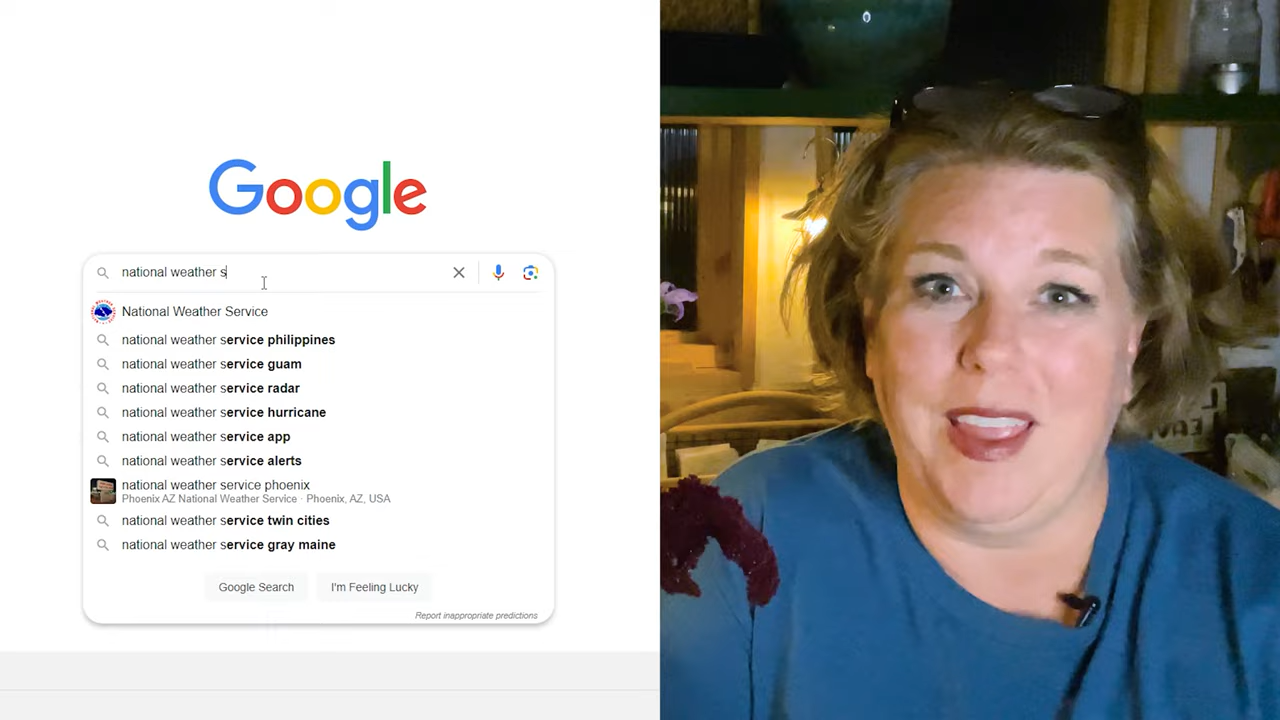 Google
national weather s
National Weather Service
national weather service philippines
national weather service guam
national weather service radar
national weather service hurricane
national weather service app
national weather service alerts
national weather service phoenix
Phoenix AZ National Weather Service · Phoenix, AZ, USA
national weather service twin cities
national weather service gray maine
Google Search
I'm Feeling Lucky
Report inappropriate predictions